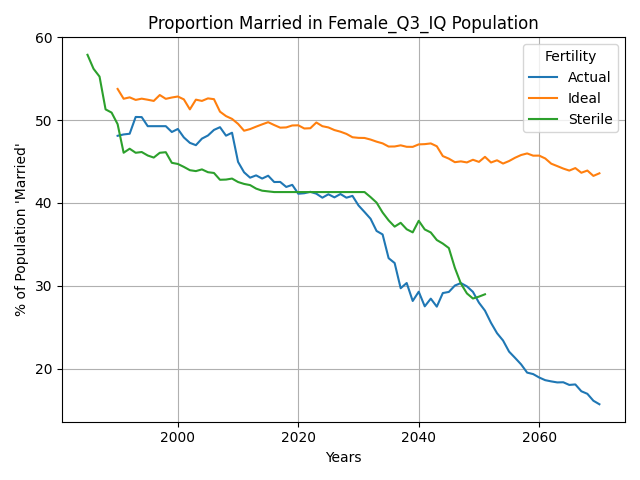 Proportion Married in Female_Q3_IQ Population
% of Population 'Married'
60
50
40
30
20
Fertility
Actual
Ideal
Sterile
2000 2020 2040 2060
Years